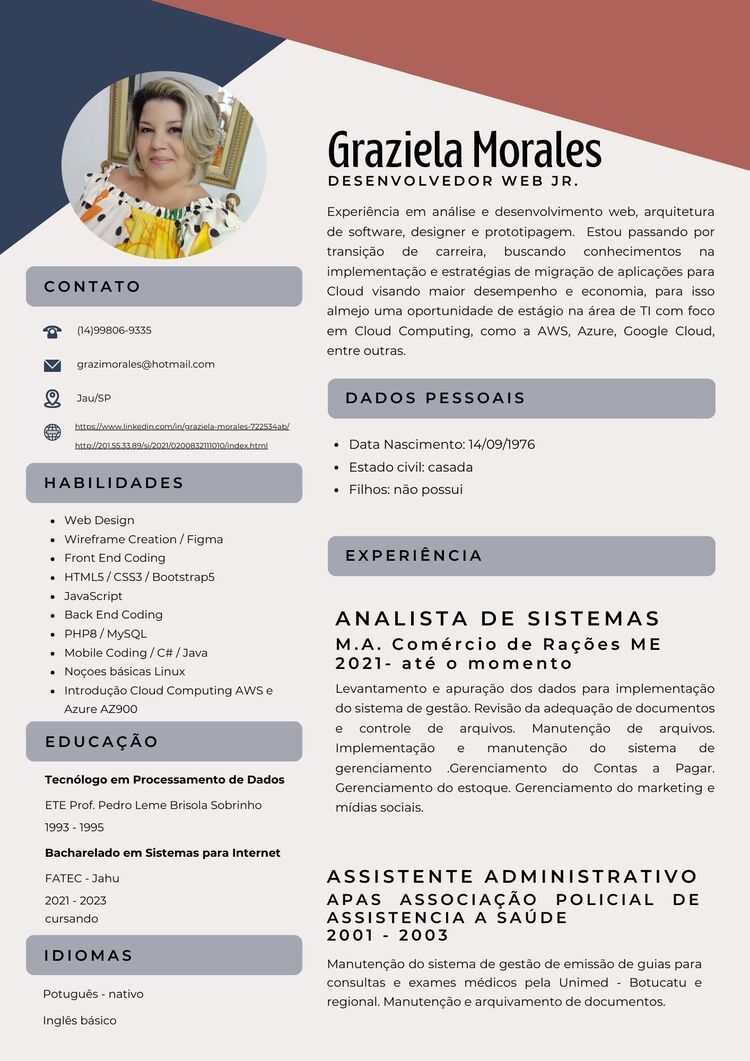 Graziela Morales
DESENVOLVEDOR WEB JR.
Experiência em análise e desenvolvimento web, arquitetura
de software, designer e prototipagem. Estou passando por
transição de carreira, buscando conhecimentos na
implementação e estratégias de migração de aplicações para
Cloud visando maior desempenho e economia, para isso
almejo uma oportunidade de estágio na área de TI com foco
em Cloud Computing, como a AWS, Azure, Google Cloud,
entre outras.
CONTATO
(14)99806-9335
grazimorales@hotmail.com
Jau/SP
https://www.linkedin.com/in/graziela-morales-722534ab/
http://201.55.33.89/si/2021/0200832111010/index.html
HABILIDADES
Web Design
Wireframe Creation / Figma
Front End Coding
HTML5 / CSS3 / Bootstrap5
JavaScript
Back End Coding
PHP8 / MySQL
Mobile Coding / C# / Java
Noçoes básicas Linux
Introdução Cloud Computing AWS e
Azure AZ900
EDUCAÇÃO
Tecnólogo em Processamento de Dados
ETE Prof. Pedro Leme Brisola Sobrinho
1993 - 1995
Bacharelado em Sistemas para Internet
FATEC - Jahu
2021 - 2023
cursando
IDIOMAS
Potuguês - nativo
Inglês básico
DADOS PESSOAIS
Data Nascimento: 14/09/1976
Estado civil: casada
Filhos: não possui
EXPERIÊNCIA
ANALISTA DE SISTEMAS
M.A. Comércio de Rações ME
2021- até o momento
Levantamento e apuração dos dados para implementação
do sistema de gestão. Revisão da adequação de documentos
e controle de arquivos. Manutenção de arquivos.
Implementação e manutenção do sistema de
gerenciamento .Gerenciamento do Contas a Pagar.
Gerenciamento do estoque. Gerenciamento do marketing e
mídias sociais.
ASSISTENTE ADMINISTRATIVO
APAS ASSOCIAÇÃO POLICIAL DE
ASSISTENCIA A SAÚDE
2001 - 2003
Manutenção do sistema de gestão de emissão de guias para
consultas e exames médicos pela Unimed - Botucatu e
regional. Manutenção e arquivamento de documentos.